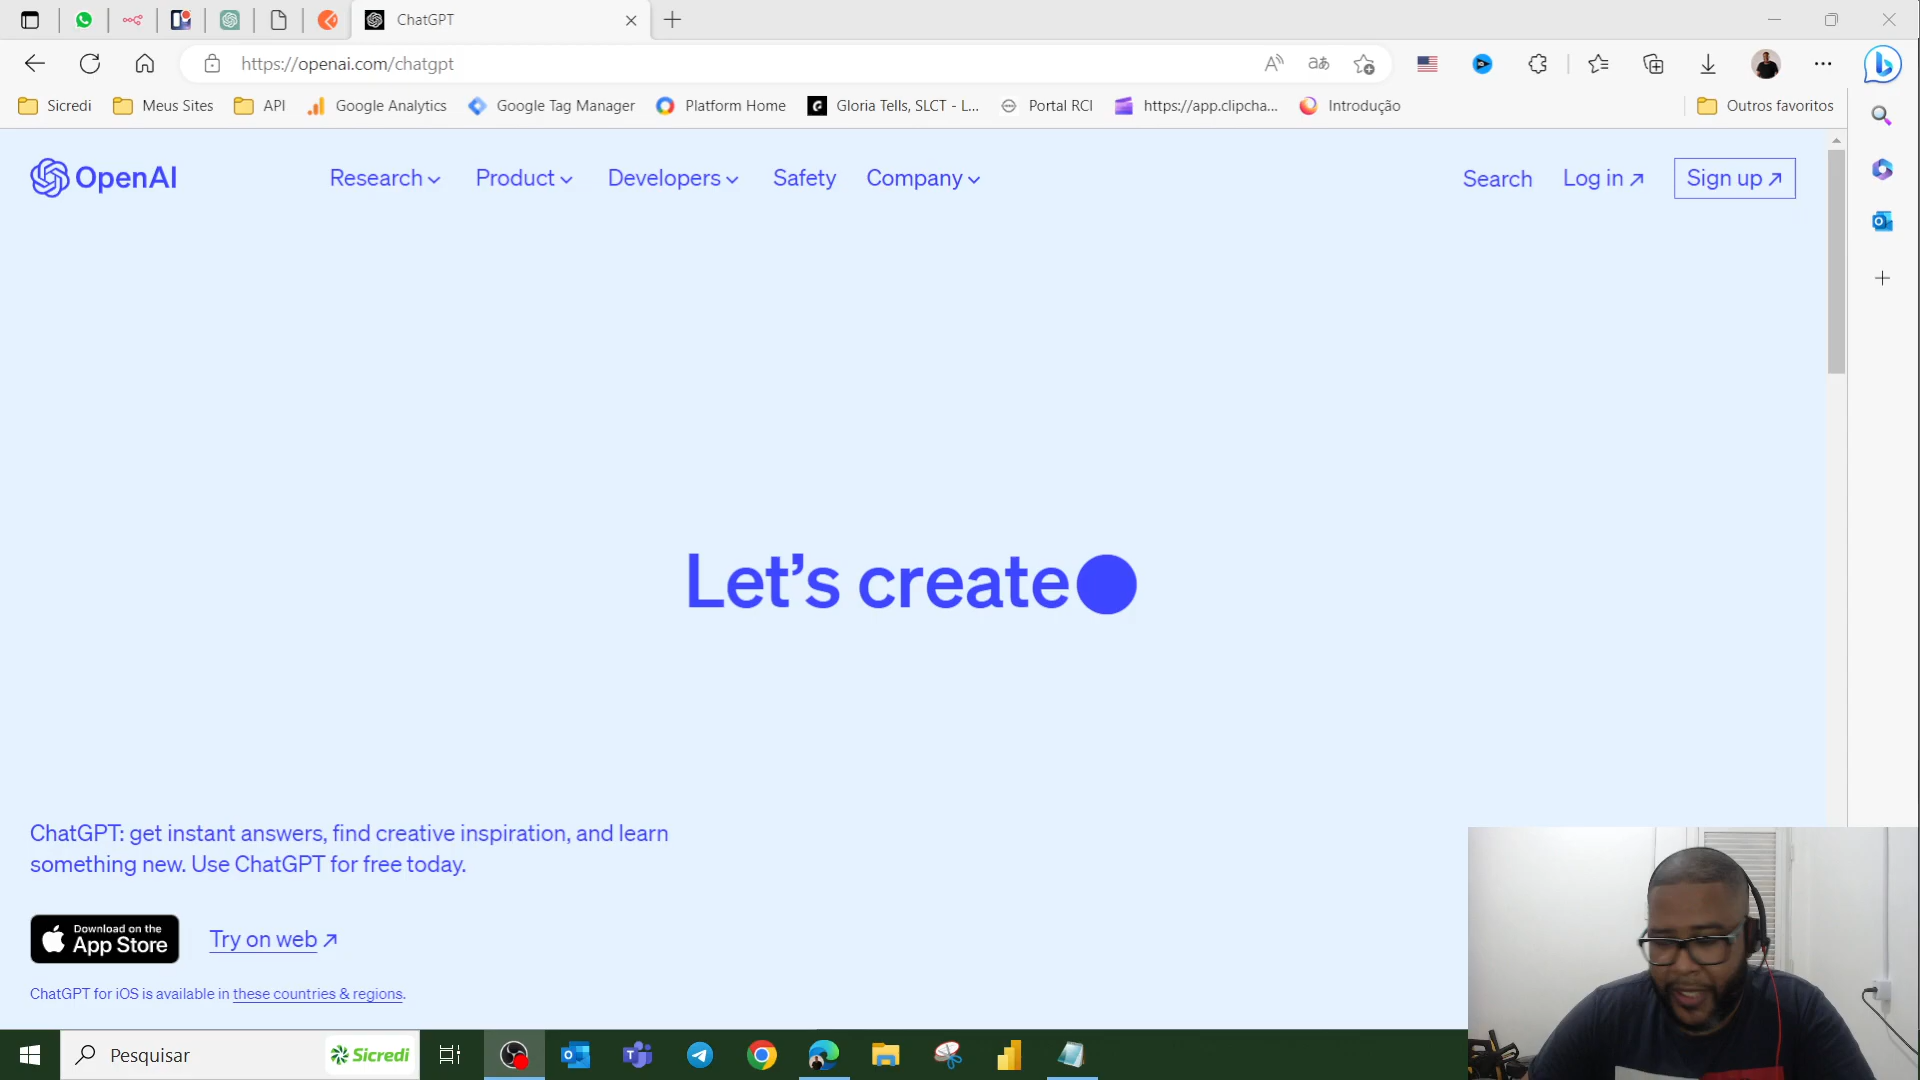 ChatGPT
https://openai.com/chatgpt
Sicredi
Meus Sites
API
Google Analytics
Google Tag Manager
Platform Home
Gloria Tells, SLCT - L...
Portal RCI
https://app.clipcha...
Introdução
Outros favoritos
OpenAI
Research
Product
Developers
Safety
Company
Search
Log in ↗
Sign up ↗
Let's create
ChatGPT: get instant answers, find creative inspiration, and learn
something new. Use ChatGPT for free today.
Download on the
App Store
Try on web ↗
ChatGPT for iOS is available in these countries & regions.
Pesquisar
Sicredi